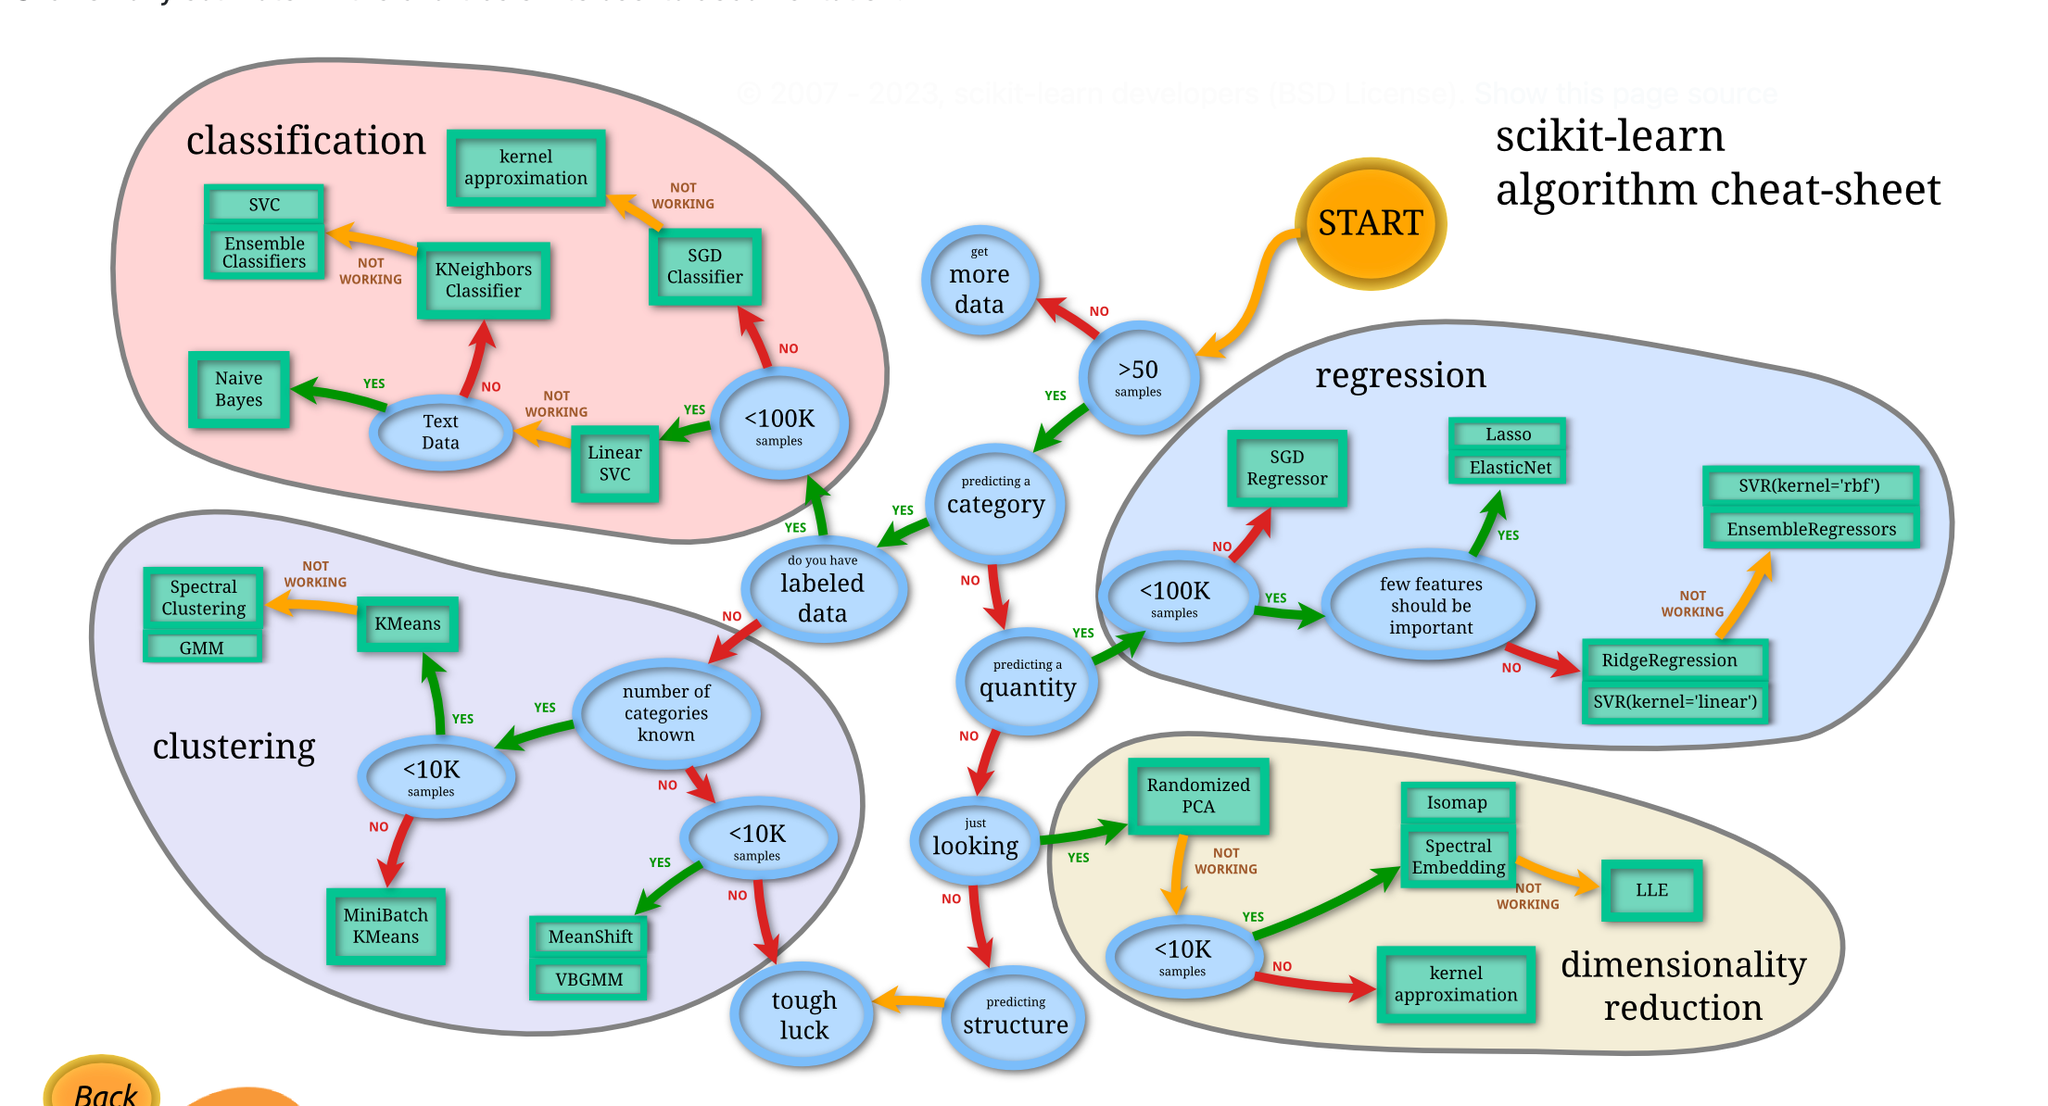 © 2007 - 2023, scikit-learn developers (BSD License). Show this page source
scikit-learn
algorithm cheat-sheet
START
get
more
data
NO
>50
samples
YES
predicting a
category
YES
NO
do you have
labeled
data
YES
NO
predicting a
quantity
YES
NO
just
looking
YES
NO
predicting
structure
tough
luck
classification
kernel
approximation
NOT
WORKING
SGD
Classifier
NO
<100K
samples
YES
Linear
SVC
NOT
WORKING
Text
Data
YES
NO
Naive
Bayes
KNeighbors
Classifier
NOT
WORKING
SVC
Ensemble
Classifiers
clustering
number of
categories
known
YES
NO
<10K
samples
YES
NO
KMeans
NOT
WORKING
Spectral
Clustering
GMM
MiniBatch
KMeans
<10K
samples
YES
NO
MeanShift
VBGMM
regression
<100K
samples
NO
YES
SGD
Regressor
few features
should be
important
YES
NO
Lasso
ElasticNet
RidgeRegression
SVR(kernel='linear')
NOT
WORKING
SVR(kernel='rbf')
EnsembleRegressors
dimensionality
reduction
Randomized
PCA
NOT
WORKING
<10K
samples
YES
NO
Isomap
Spectral
Embedding
NOT
WORKING
LLE
kernel
approximation
Back